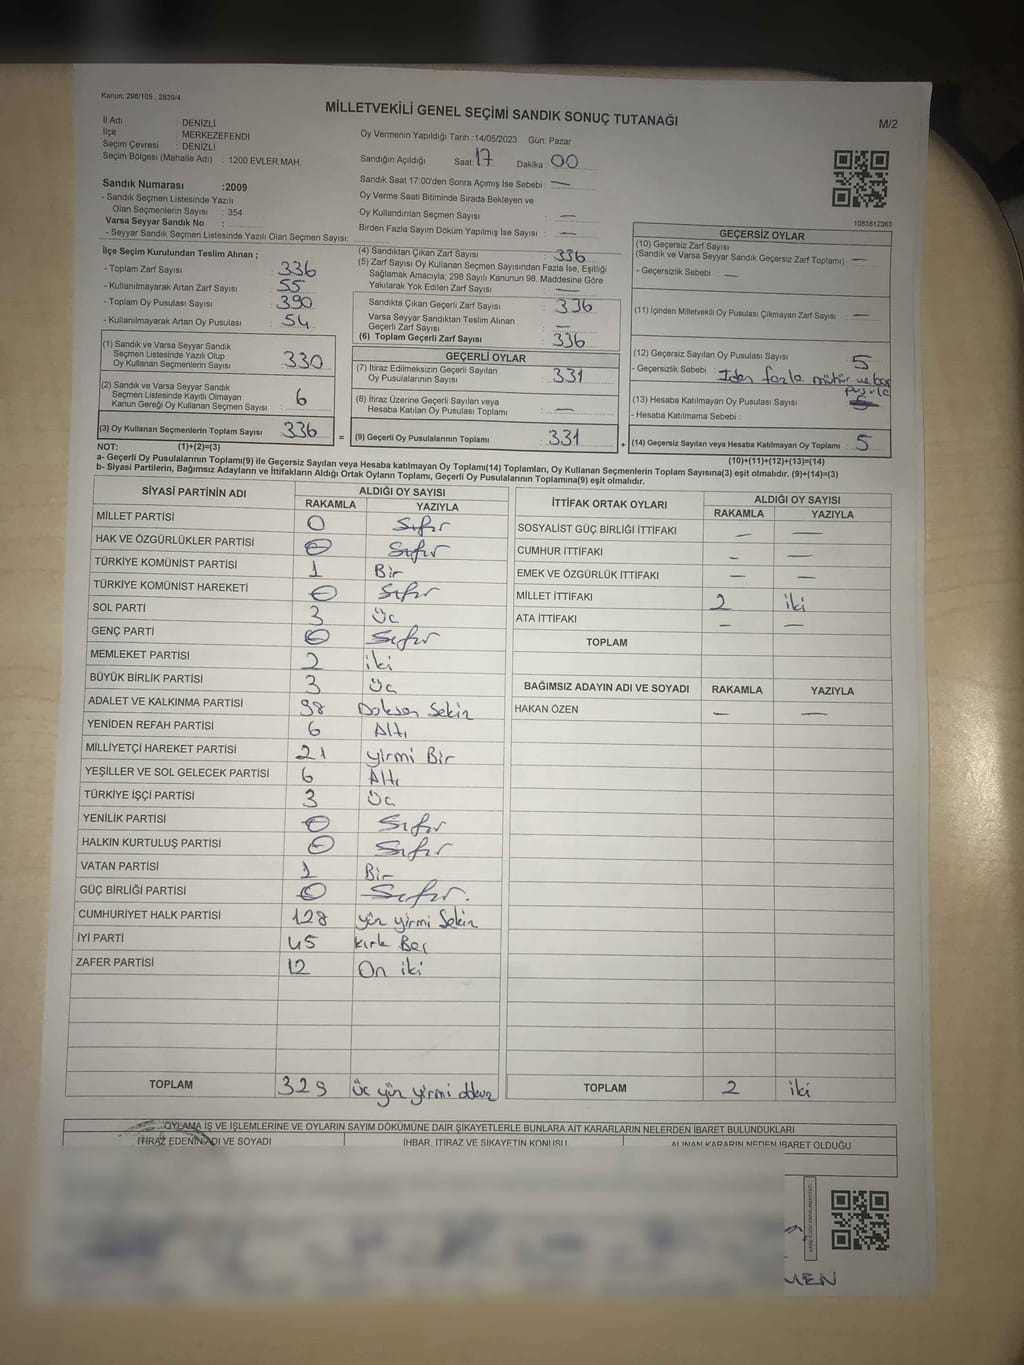 Kanun; 298/105 , 2839/4
MİLLETVEKİLİ GENEL SEÇİMİ SANDIK SONUÇ TUTANAĞI
M/2
İl Adı DENİZLİ
İlçe MERKEZEFENDİ
Seçim Çevresi : DENİZLİ
Seçim Bölgesi (Mahalle Adı) : 1200 EVLER MAH.
Oy Vermenin Yapıldığı Tarih :14/05/2023 Gün: Pazar
Sandığın Açıldığı Saat: 17 Dakika 00
Sandık Saat 17:00'den Sonra Açımış İse Sebebi : —
Oy Verme Saati Bitiminde Sırada Bekleyen ve
Oy Kullandırılan Seçmen Sayısı : —
Birden Fazla Sayım Döküm Yapılmış İse Sayısı : —
Sandık Numarası :2009
- Sandık Seçmen Listesinde Yazılı
Olan Seçmenlerin Sayısı : 354
Varsa Seyyar Sandık No :
- Seyyar Sandık Seçmen Listesinde Yazılı Olan Seçmen Sayısı:
1083812363
İlçe Seçim Kurulundan Teslim Alınan ;
- Toplam Zarf Sayısı : 336
- Kullanılmayarak Artan Zarf Sayısı : 55
- Toplam Oy Pusulası Sayısı : 390
- Kullanılmayarak Artan Oy Pusulası : 54
(1) Sandık ve Varsa Seyyar Sandık
Seçmen Listesinde Yazılı Olup
Oy Kullanan Seçmenlerin Sayısı : 330
(2) Sandık ve Varsa Seyyar Sandık
Seçmen Listesinde Kayıtlı Olmayan
Kanun Gereği Oy Kullanan Seçmen Sayısı : 6
(3) Oy Kullanan Seçmenlerin Toplam Sayısı : 336
(4) Sandıktan Çıkan Zarf Sayısı : 336
(5) Zarf Sayısı Oy Kullanan Seçmen Sayısından Fazla İse, Eşitliği
Sağlamak Amacıyla; 298 Sayılı Kanunun 98. Maddesine Göre
Yakılarak Yok Edilen Zarf Sayısı : —
Sandıkta Çıkan Geçerli Zarf Sayısı : 336
Varsa Seyyar Sandıktan Teslim Alınan
Geçerli Zarf Sayısı : —
(6) Toplam Geçerli Zarf Sayısı : 336
GEÇERLİ OYLAR
(7) İtiraz Edilmeksizin Geçerli Sayılan
Oy Pusulalarının Sayısı : 331
(8) İtiraz Üzerine Geçerli Sayılan veya
Hesaba Katılan Oy Pusulası Toplamı : —
= (9) Geçerli Oy Pusulalarının Toplamı : 331
GEÇERSİZ OYLAR
(10) Geçersiz Zarf Sayısı
(Sandık ve Varsa Seyyar Sandık Geçersiz Zarf Toplamı) : —
- Geçersizlik Sebebi : —
(11) İçinden Milletvekili Oy Pusulası Çıkmayan Zarf Sayısı : —
(12) Geçersiz Sayılan Oy Pusulası Sayısı : 5
- Geçersizlik Sebebi : fazla mühür ve
pusula
(13) Hesaba Katılmayan Oy Pusulası Sayısı :
- Hesaba Katılmama Sebebi :
+ (14) Geçersiz Sayılan veya Hesaba Katılmayan Oy Toplamı : 5
NOT: (1)+(2)=(3)
(10)+(11)+(12)+(13)=(14)
a- Geçerli Oy Pusulalarının Toplamı(9) ile Geçersiz Sayılan veya Hesaba katılmayan Oy Toplamı(14) Toplamları, Oy Kullanan Seçmenlerin Toplam Sayısına(3) eşit olmalıdır. (9)+(14)=(3)
b- Siyasi Partilerin, Bağımsız Adayların ve İttifakların Aldığı Ortak Oyların Toplamı, Geçerli Oy Pusulalarının Toplamına(9) eşit olmalıdır.
SİYASİ PARTİNİN ADI ALDIĞI OY SAYISI
RAKAMLA YAZIYLA
MİLLET PARTİSİ 0 Sıfır
HAK VE ÖZGÜRLÜKLER PARTİSİ 0 Sıfır
TÜRKİYE KOMÜNİST PARTİSİ 1 Bir
TÜRKİYE KOMÜNİST HAREKETİ 0 Sıfır
SOL PARTİ 3 Üç
GENÇ PARTİ 0 Sıfır
MEMLEKET PARTİSİ 2 iki
BÜYÜK BİRLİK PARTİSİ 3 Üç
ADALET VE KALKINMA PARTİSİ 98 Doksan Sekiz
YENİDEN REFAH PARTİSİ 6 Altı
MİLLİYETÇİ HAREKET PARTİSİ 21 yirmi Bir
YEŞİLLER VE SOL GELECEK PARTİSİ 6 Altı
TÜRKİYE İŞÇİ PARTİSİ 3 Üç
YENİLİK PARTİSİ 0 Sıfır
HALKIN KURTULUŞ PARTİSİ 0 Sıfır
VATAN PARTİSİ 1 Bir
GÜÇ BİRLİĞİ PARTİSİ 0 Sıfır.
CUMHURİYET HALK PARTİSİ 128 yüz yirmi Sekiz
İYİ PARTİ 45 kırk Beş
ZAFER PARTİSİ 12 On iki
TOPLAM 329 üç yüz yirmi dokuz
İTTİFAK ORTAK OYLARI ALDIĞI OY SAYISI
RAKAMLA YAZIYLA
SOSYALİST GÜÇ BİRLİĞİ İTTİFAKI — —
CUMHUR İTTİFAKI — —
EMEK VE ÖZGÜRLÜK İTTİFAKI — —
MİLLET İTTİFAKI 2 iki
ATA İTTİFAKI — —
TOPLAM
BAĞIMSIZ ADAYIN ADI VE SOYADI RAKAMLA YAZIYLA
HAKAN ÖZEN — —
TOPLAM 2 iki
OYLAMA İŞ VE İŞLEMLERİNE VE OYLARIN SAYIM DÖKÜMÜNE DAİR ŞİKAYETLERLE BUNLARA AİT KARARLARIN NELERDEN İBARET BULUNDUKLARI
İTİRAZ EDENİN ADI VE SOYADI İHBAR, İTİRAZ VE ŞİKAYETİN KONUSU ALINAN KARARIN NEDEN İBARET OLDUĞU